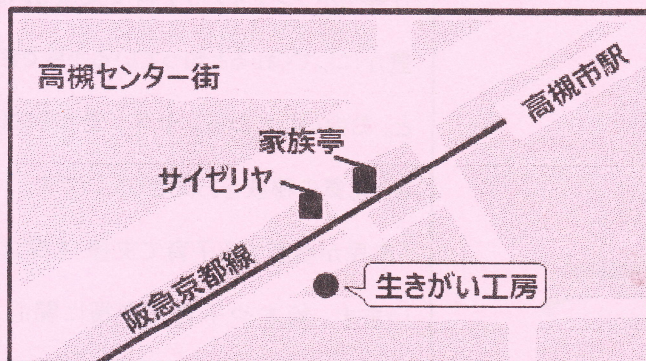 高槻センター街
高槻市駅
家族亭
サイゼリヤ
阪急京都線
生きがい工房